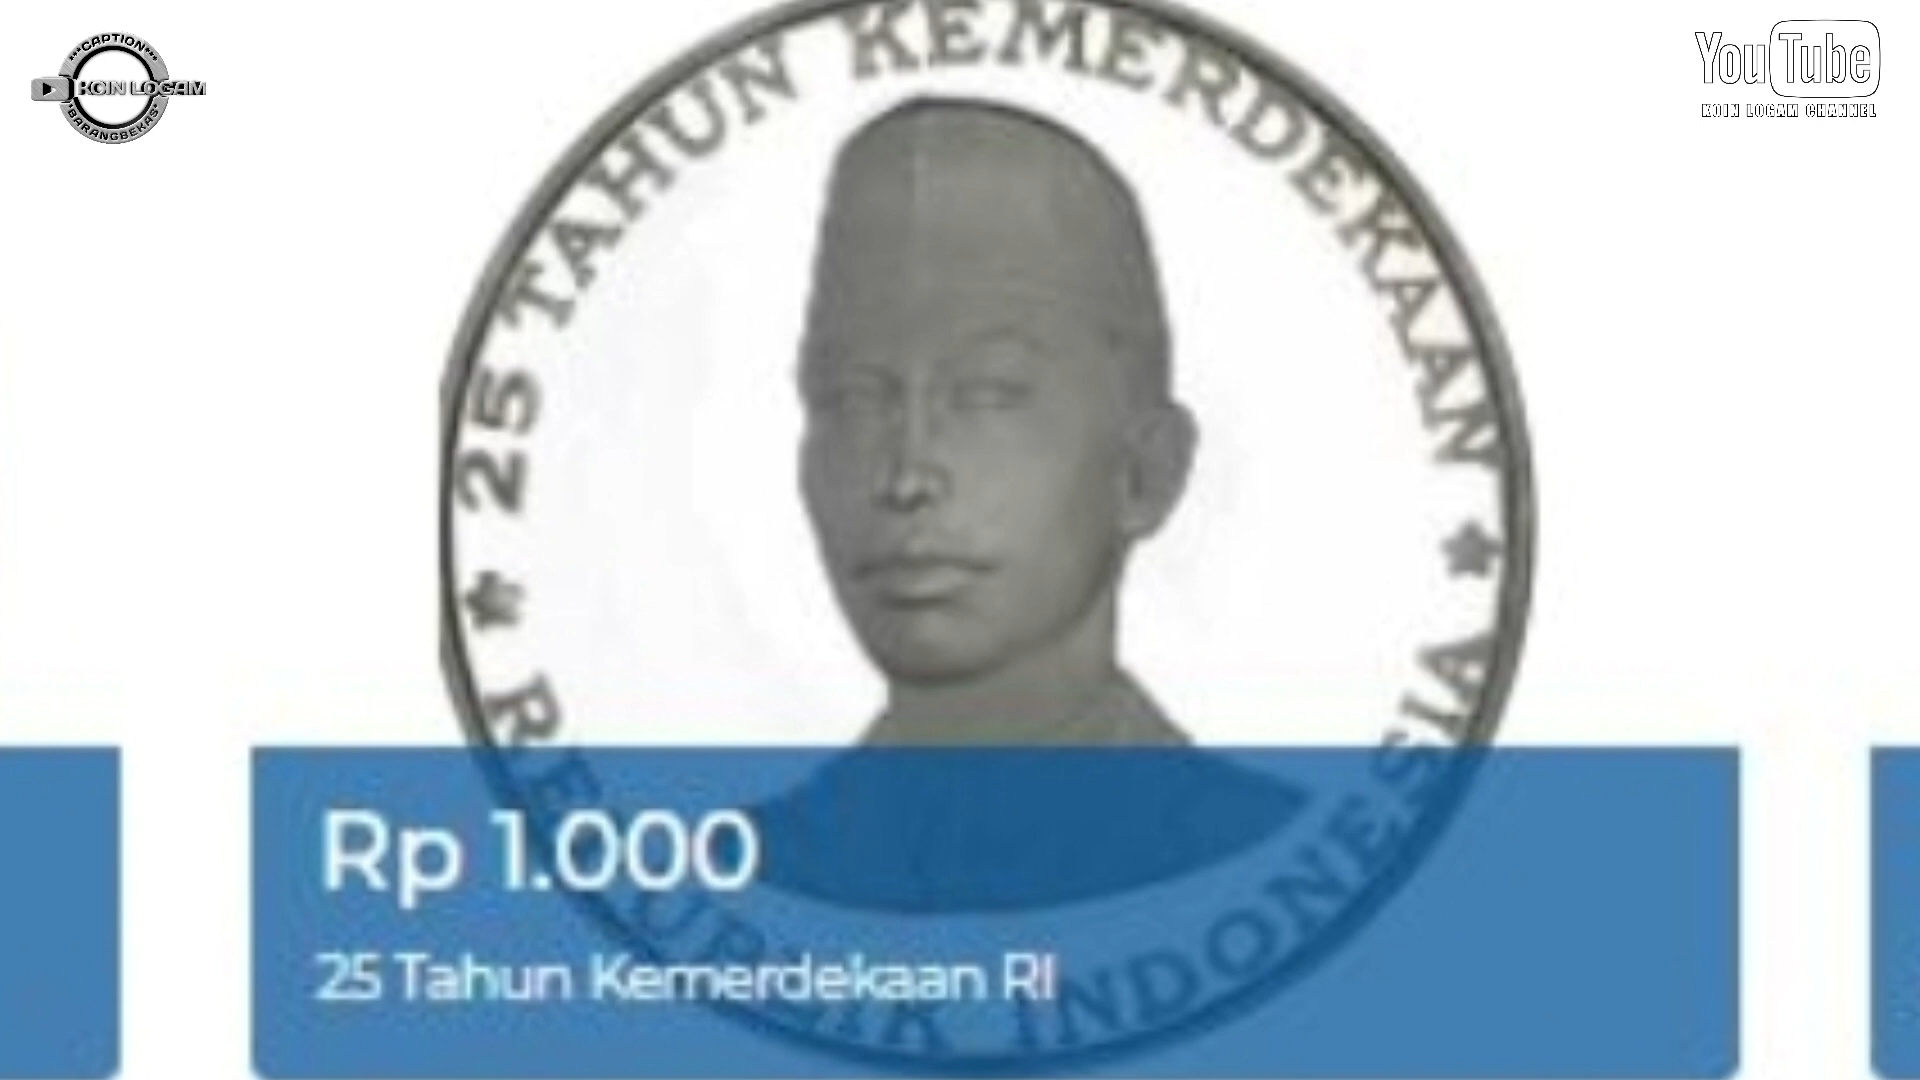 ***CAPTION***
KOIN LOGAM
*BARANGBEKAS*
YouTube
KOIN LOGAM CHANNEL
25 TAHUN KEMERDEKAAN
REPUBLIK INDONESIA
Rp 1.000
25 Tahun Kemerdekaan RI